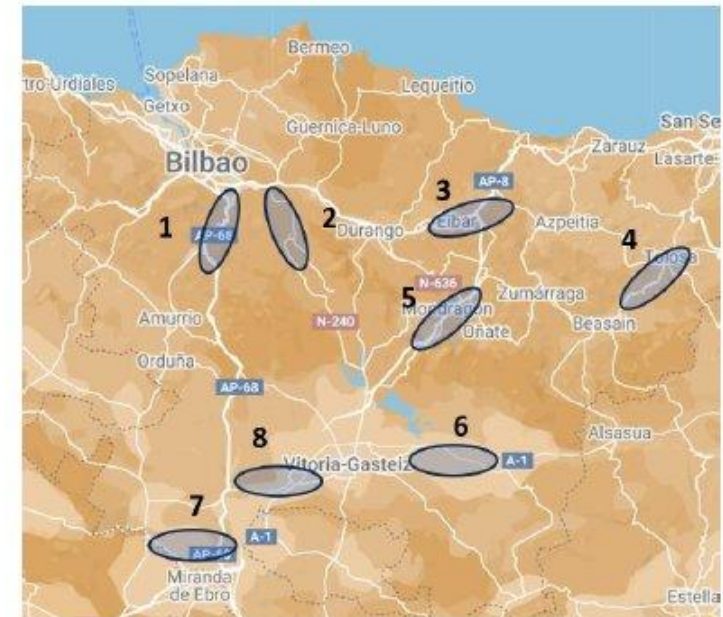 Bermeo
tro-Urdiales
Sopelana
Lequeitio
Getxo
Guernica-Luno
San Se
Bilbao
Zarauz
Lasarte-
AP-8
3
1
2
Eibar
Azpeitia
AP-68
Durango
4
Tolosa
N-636
5
Mondragon
Zumárraga
Amurrio
N-240
Oñate
Beasain
Orduña
AP-68
8
6
Alsasua
Vitoria-Gasteiz
A-1
7
A-1
AP-68
Miranda
de Ebro
Estella